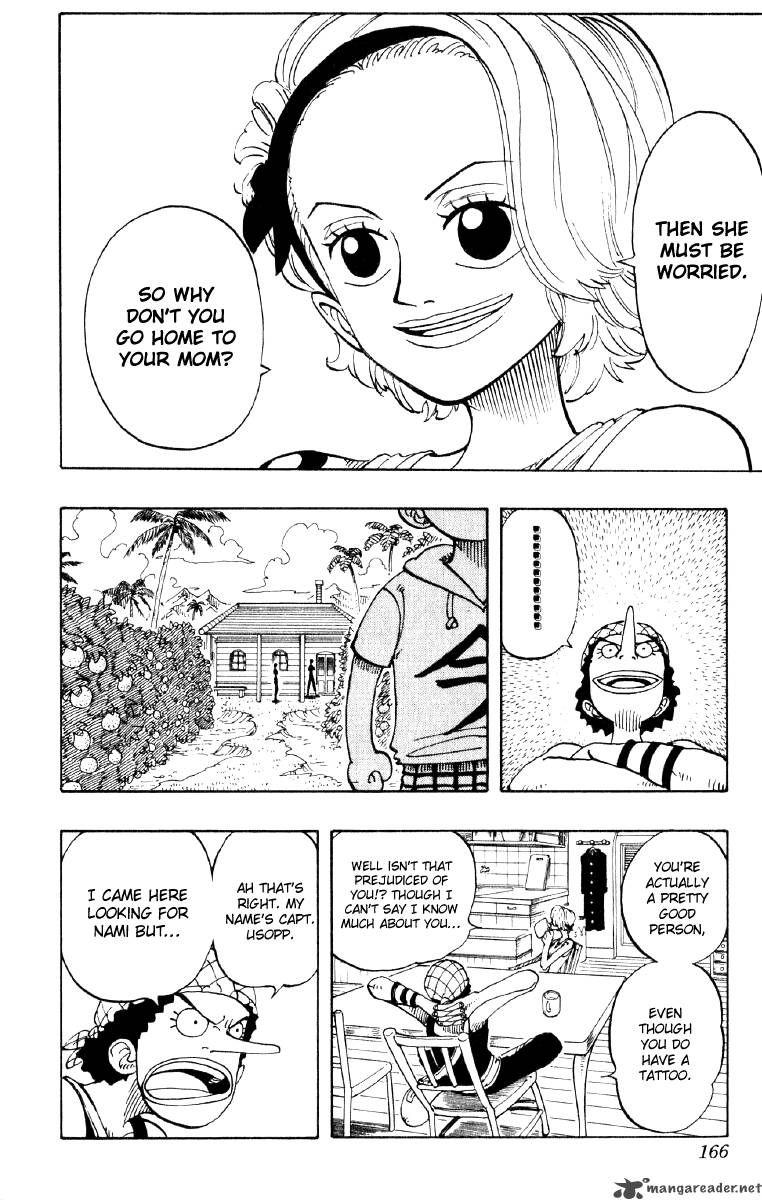 THEN SHE
MUST BE
WORRIED.
SO WHY
DON'T YOU
GO HOME TO
YOUR MOM?
YOU'RE
ACTUALLY
A PRETTY
GOOD
PERSON,
EVEN
THOUGH
YOU DO
HAVE A
TATTOO.
WELL ISN'T THAT
PREJUDICED OF
YOU!? THOUGH I
CAN'T SAY I KNOW
MUCH ABOUT YOU...
AH THAT'S
RIGHT. MY
NAME'S CAPT.
USOPP.
I CAME HERE
LOOKING FOR
NAMI BUT...
166
mangareader.net